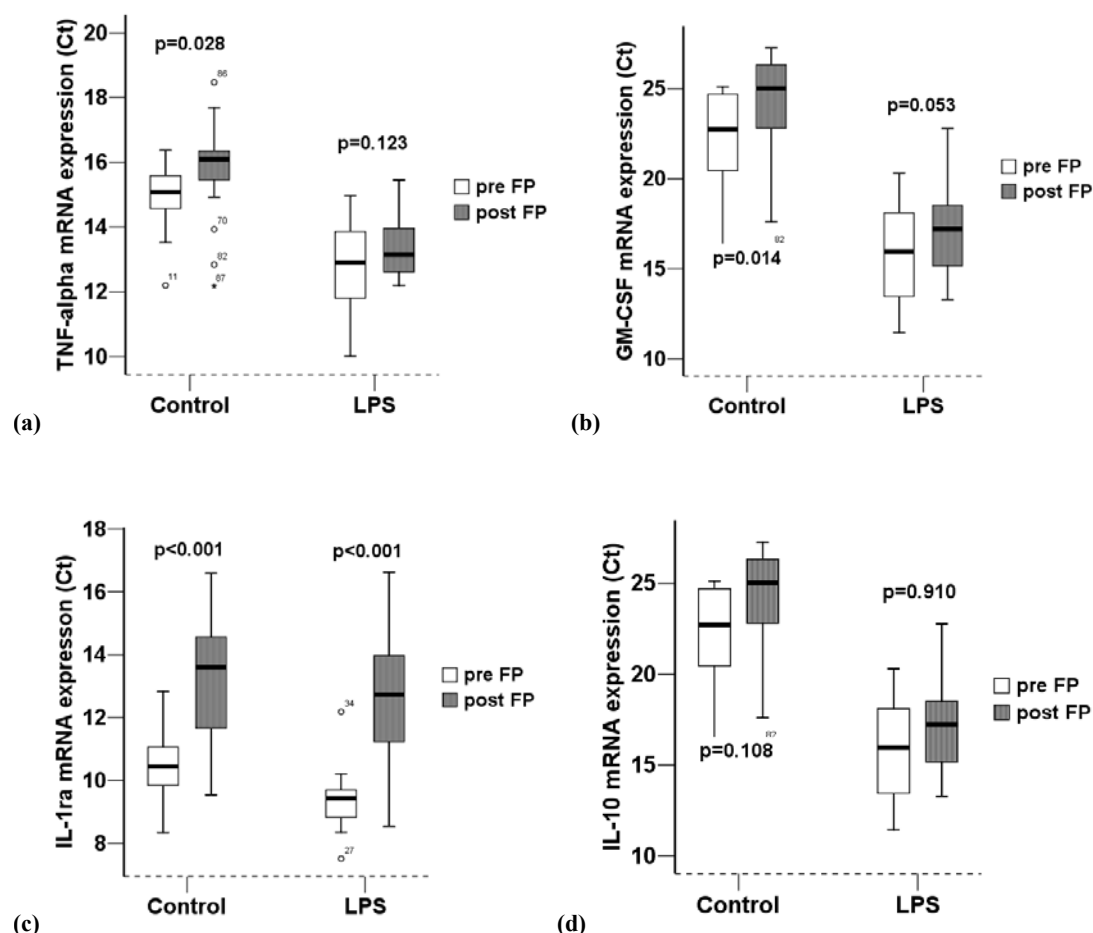 TNF-alpha mRNA expression (Ct)
20
18
16
14
12
10
p=0.028
86
70
82
87
11
p=0.123
pre FP
post FP
Control
LPS
(a)
GM-CSF mRNA expression (Ct)
25
20
15
10
p=0.014
82
p=0.053
pre FP
post FP
Control
LPS
(b)
IL-1ra mRNA expresson (Ct)
18
16
14
12
10
8
p<0.001
p<0.001
34
27
pre FP
post FP
Control
LPS
(c)
IL-10 mRNA expression (Ct)
25
20
15
10
p=0.108
82
p=0.910
pre FP
post FP
Control
LPS
(d)